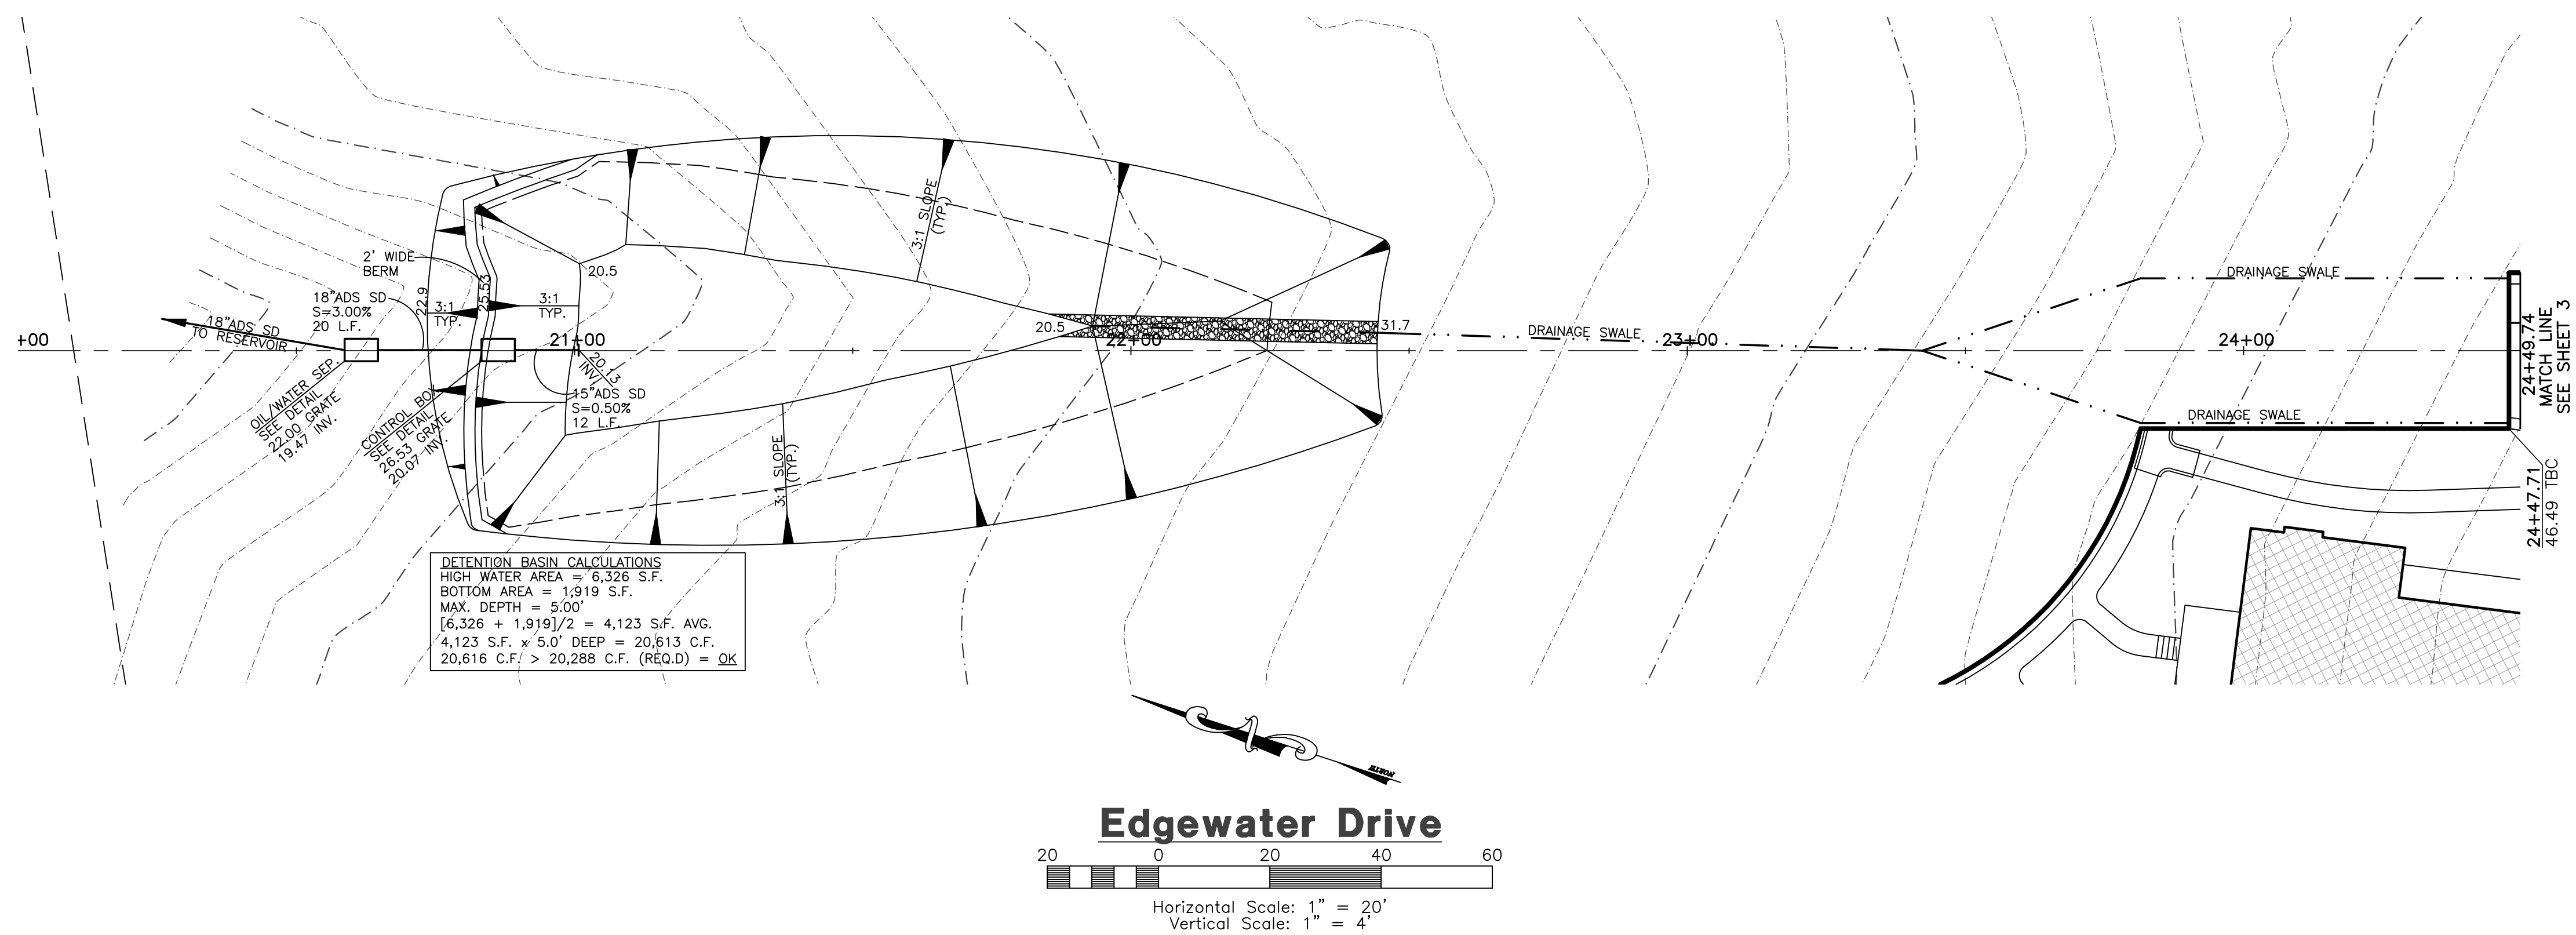 +00
18"ADS SD
TO RESERVOIR
2' WIDE
BERM
18"ADS SD
S=3.00%
20 L.F.
22.9
3:1
TYP.
25.53
3:1
TYP.
20.5
21+00
20.13
INV.
15"ADS SD
S=0.50%
12 L.F.
OIL/WATER SEP.
SEE DETAIL
22.00 GRATE
19.47 INV.
CONTROL BOX
SEE DETAIL
26.53 GRATE
20.07 INV.
3:1 SLOPE
(TYP.)
3:1 SLOPE
(TYP.)
20.5
22+00
31.7
DRAINAGE SWALE
23+00
DRAINAGE SWALE
24+00
DRAINAGE SWALE
24+49.74
MATCH LINE
SEE SHEET 3
24+47.71
46.49 TBC
DETENTION BASIN CALCULATIONS
HIGH WATER AREA = 6,326 S.F.
BOTTOM AREA = 1,919 S.F.
MAX. DEPTH = 5.00'
[6,326 + 1,919]/2 = 4,123 S.F. AVG.
4,123 S.F. x 5.0' DEEP = 20,613 C.F.
20,616 C.F. > 20,288 C.F. (REQ.D) = OK
NORTH
Edgewater Drive
20 0 20 40 60
Horizontal Scale: 1" = 20'
Vertical Scale: 1" = 4'